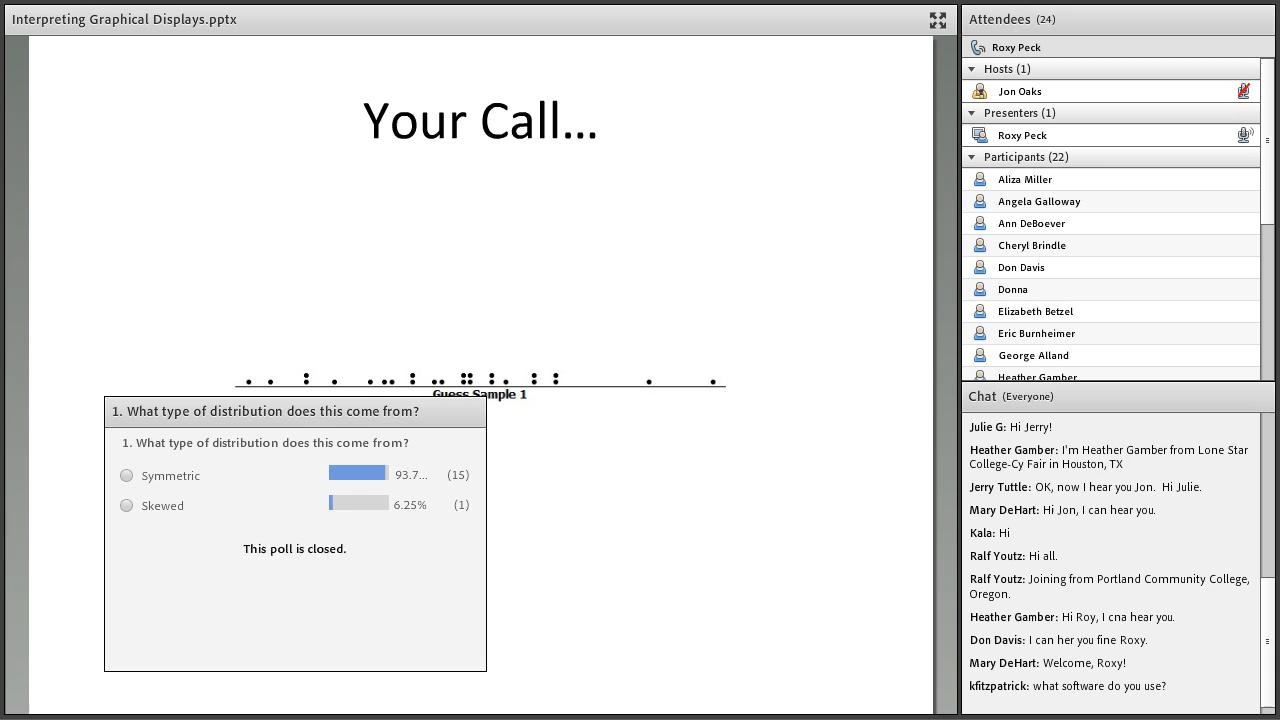 Interpreting Graphical Displays.pptx
Your Call...
Guess Sample 1
1. What type of distribution does this come from?
1. What type of distribution does this come from?
Symmetric 93.7... (15)
Skewed 6.25% (1)
This poll is closed.
Attendees (24)
Roxy Peck
Hosts (1)
Jon Oaks
Presenters (1)
Roxy Peck
Participants (22)
Aliza Miller
Angela Galloway
Ann DeBoever
Cheryl Brindle
Don Davis
Donna
Elizabeth Betzel
Eric Burnheimer
George Alland
Heather Gamber
Chat (Everyone)
Julie G: Hi Jerry!
Heather Gamber: I'm Heather Gamber from Lone Star
College-Cy Fair in Houston, TX
Jerry Tuttle: OK, now I hear you Jon. Hi Julie.
Mary DeHart: Hi Jon, I can hear you.
Kala: Hi
Ralf Youtz: Hi all.
Ralf Youtz: Joining from Portland Community College,
Oregon.
Heather Gamber: Hi Roy, I cna hear you.
Don Davis: I can her you fine Roxy.
Mary DeHart: Welcome, Roxy!
kfitzpatrick: what software do you use?